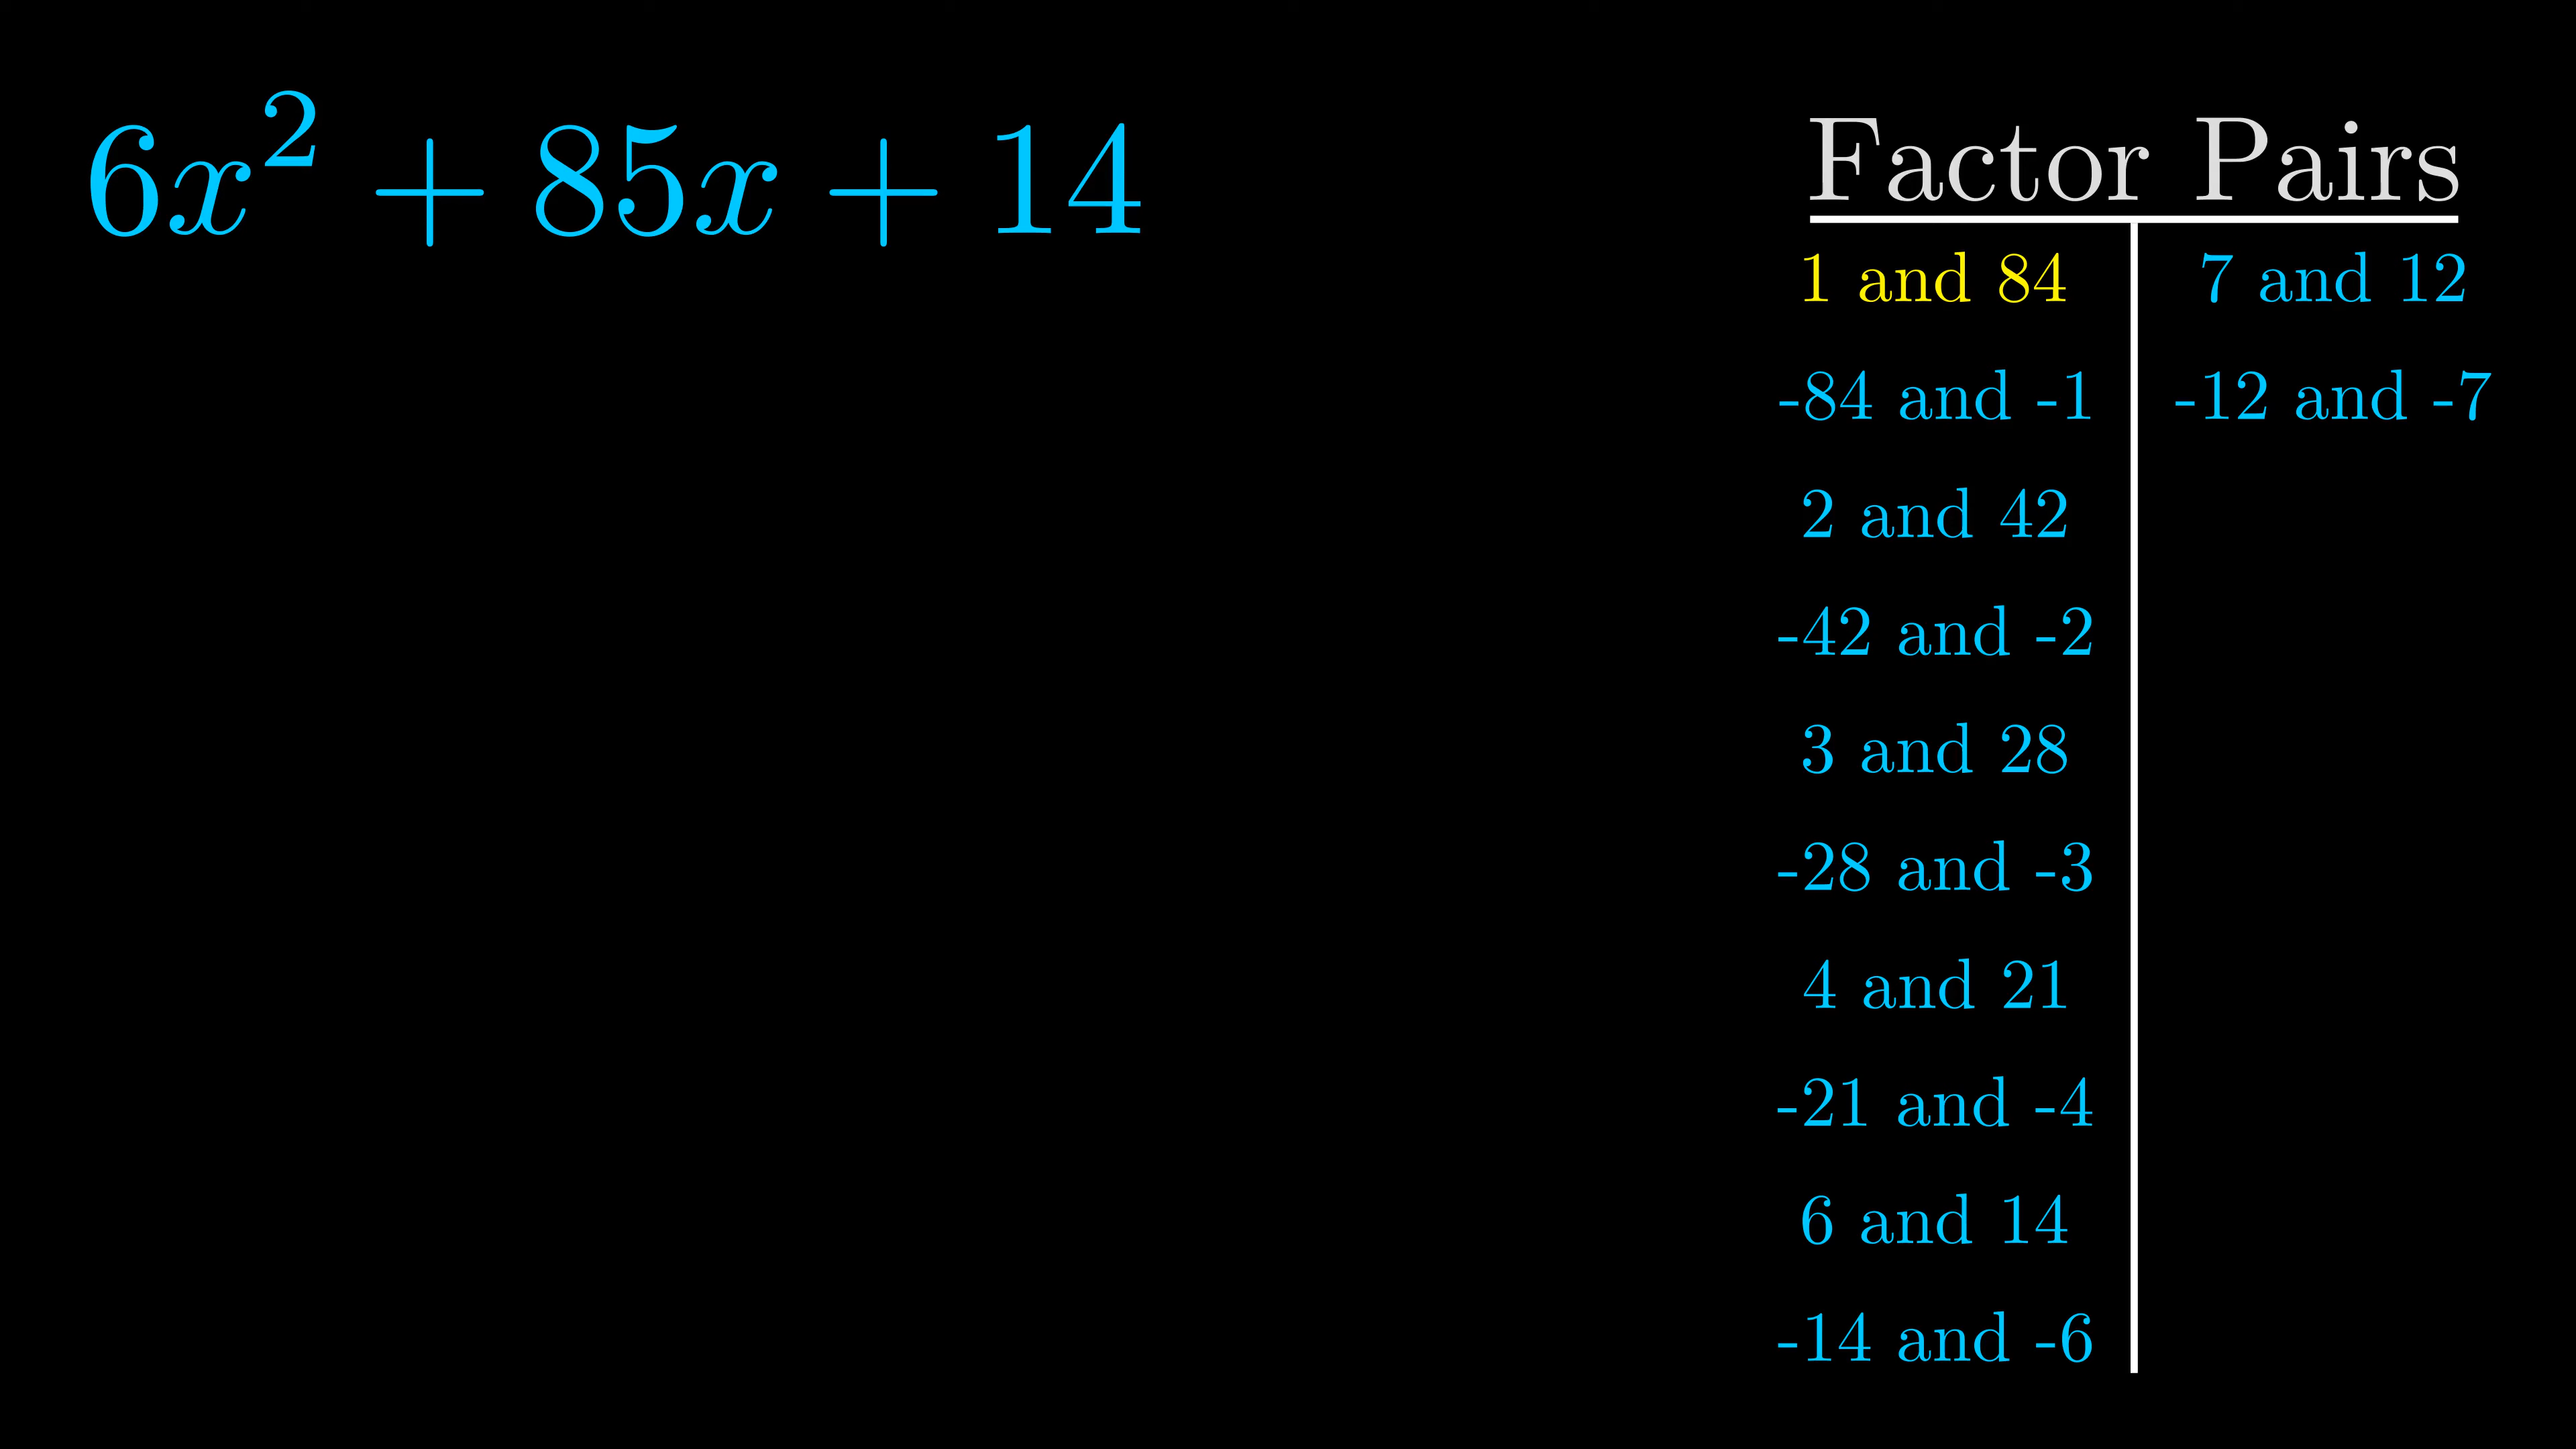 6x² + 85x + 14
Factor Pairs
1 and 84
-84 and -1
2 and 42
-42 and -2
3 and 28
-28 and -3
4 and 21
-21 and -4
6 and 14
-14 and -6
7 and 12
-12 and -7